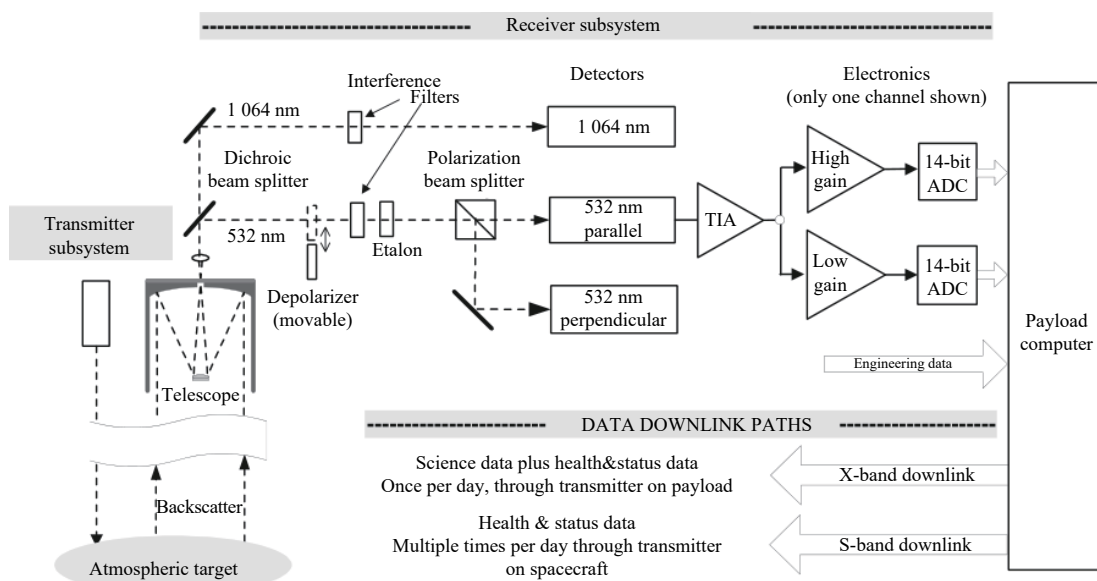 Receiver subsystem
Interference
Filters
Detectors
Electronics
(only one channel shown)
1 064 nm
1 064 nm
Dichroic
beam splitter
Polarization
beam splitter
High
gain
14-bit
ADC
Transmitter
subsystem
532 nm
Etalon
532 nm
parallel
TIA
Low
gain
14-bit
ADC
Depolarizer
(movable)
532 nm
perpendicular
Payload
computer
Engineering data
Telescope
DATA DOWNLINK PATHS
Science data plus health&status data
Once per day, through transmitter on payload
X-band downlink
Backscatter
Health & status data
Multiple times per day through transmitter
on spacecraft
S-band downlink
Atmospheric target